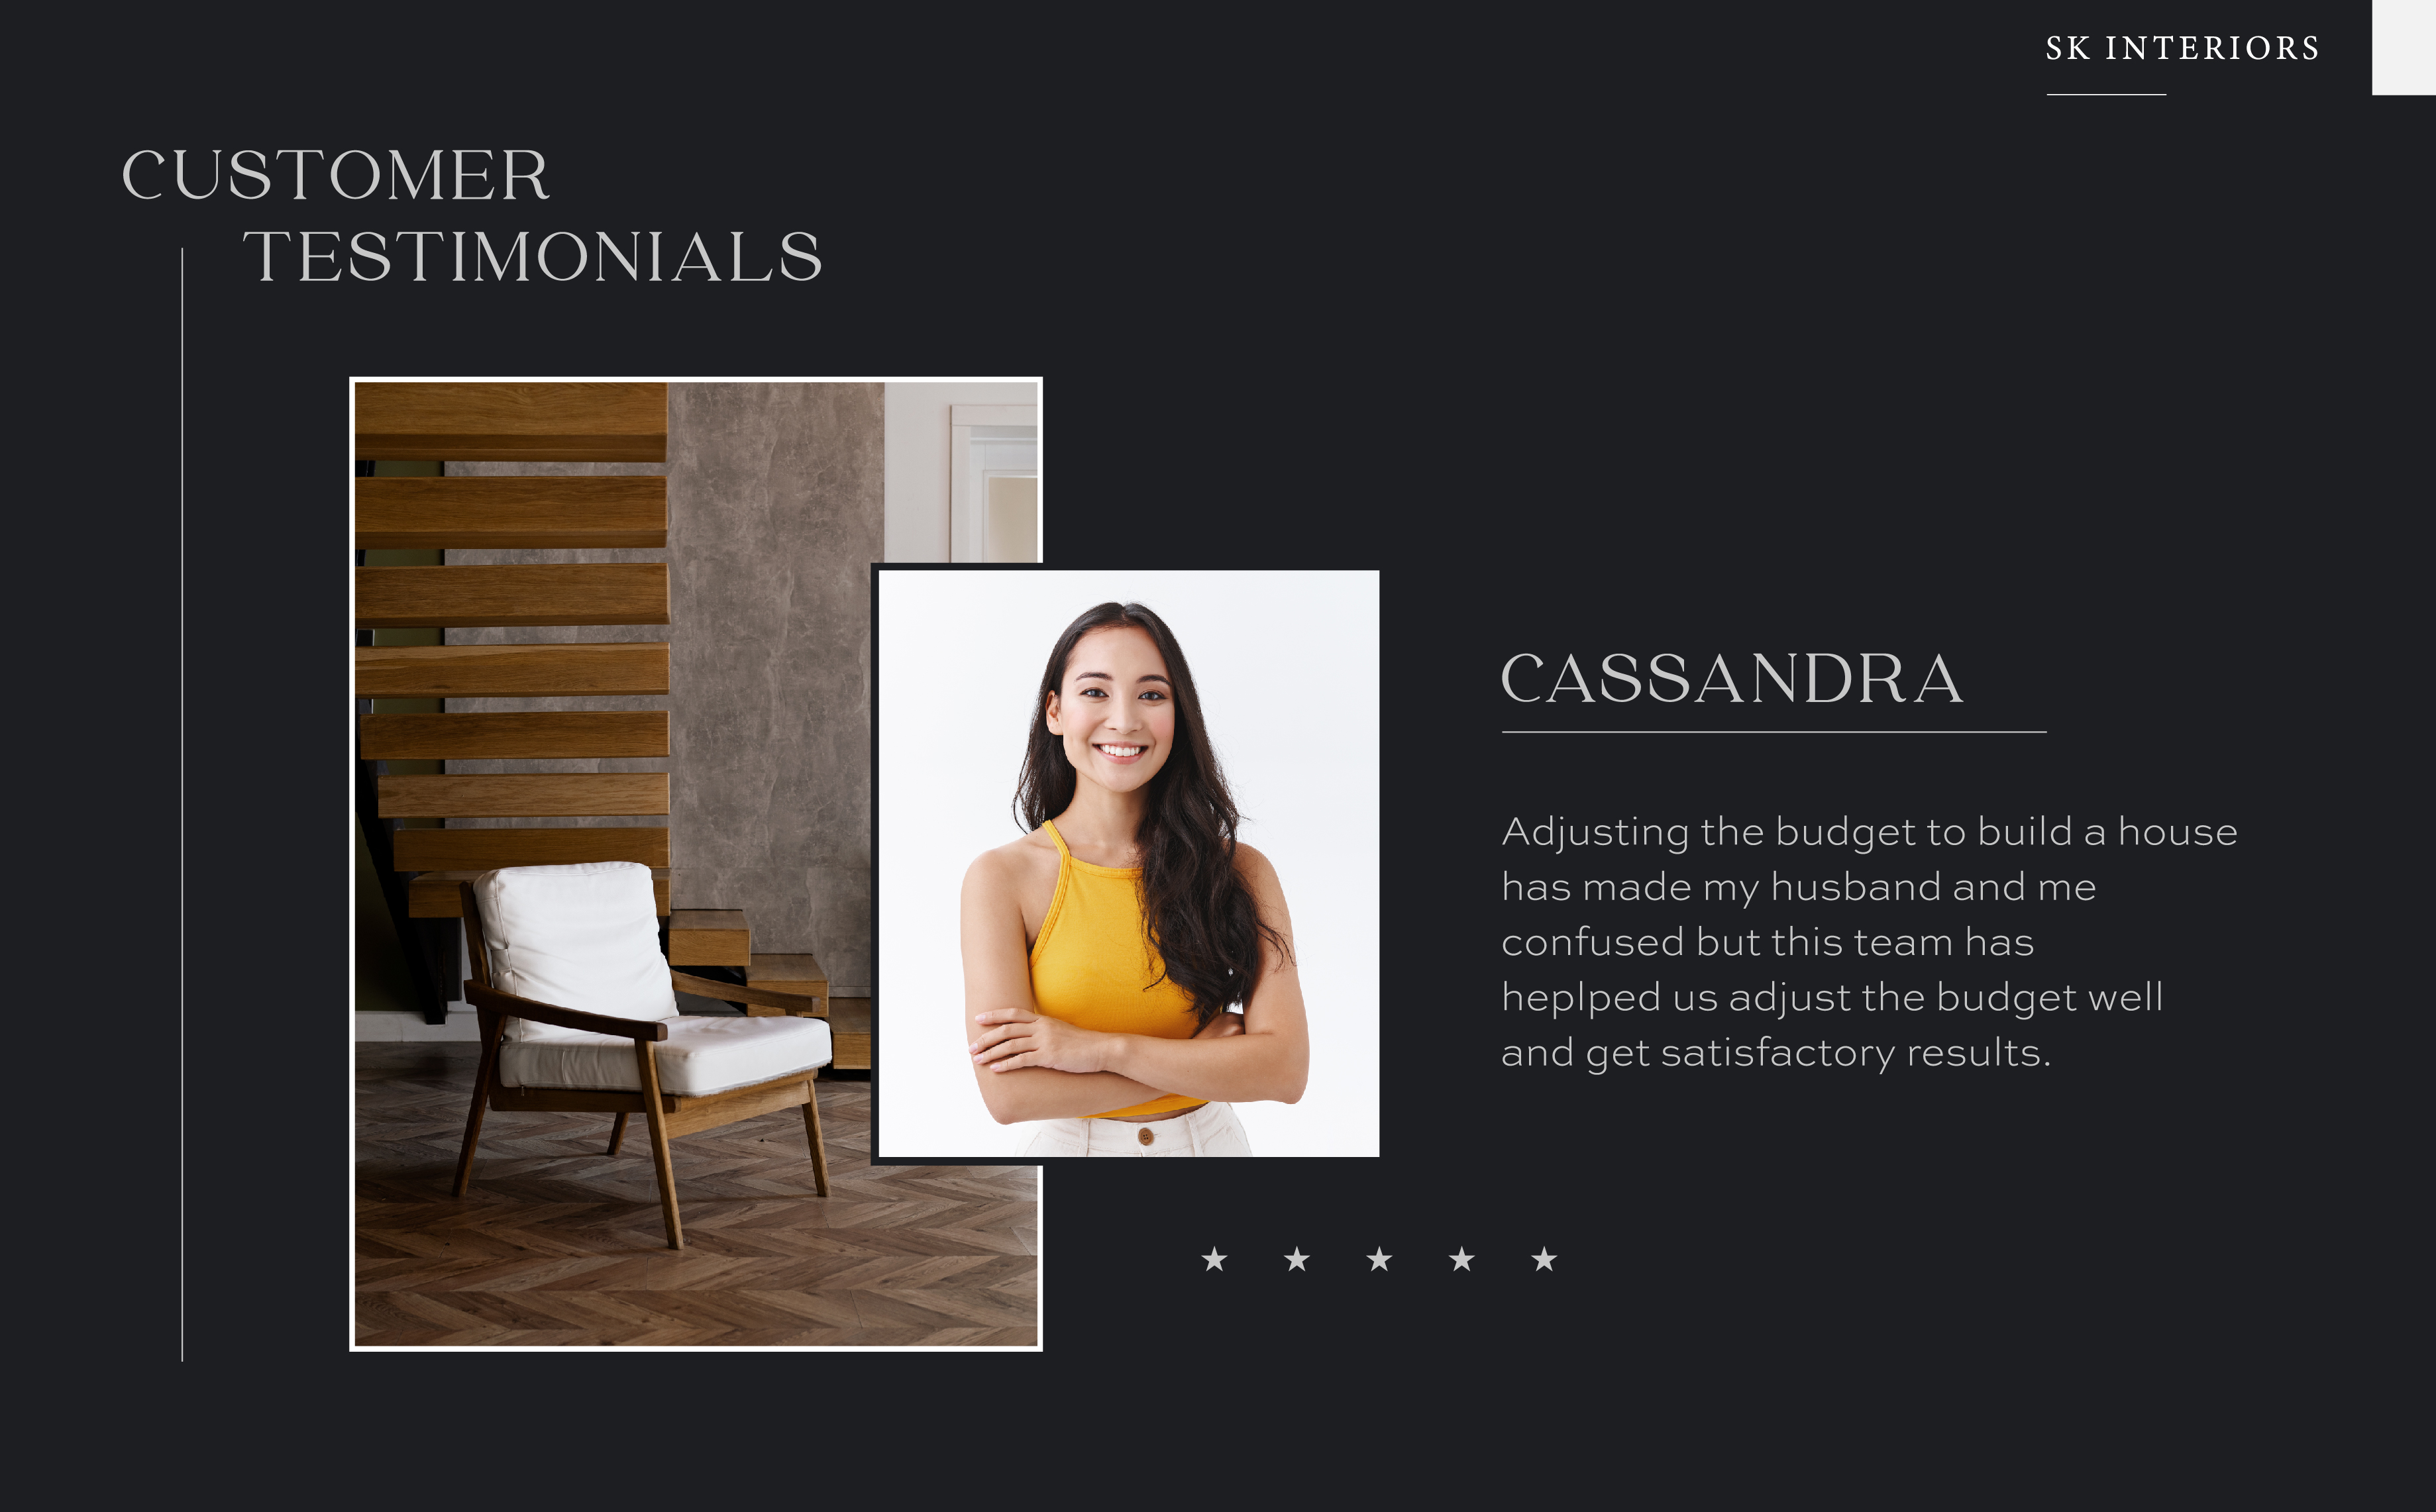 SK INTERIORS
CUSTOMER
TESTIMONIALS
CASSANDRA
Adjusting the budget to build a house
has made my husband and me
confused but this team has
heplped us adjust the budget well
and get satisfactory results.